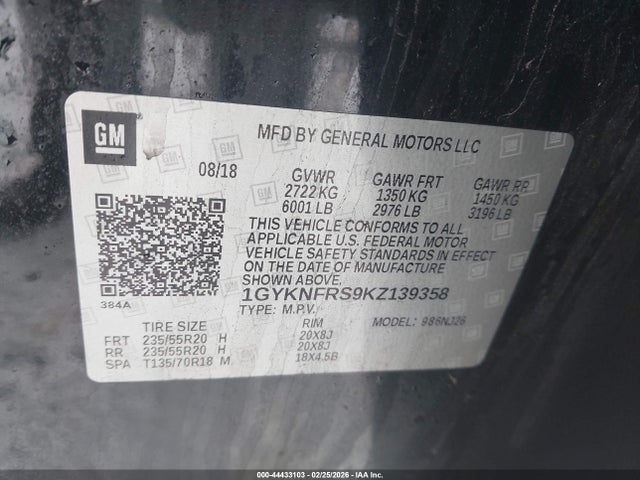 GM
MFD BY GENERAL MOTORS LLC
08/18 GVWR GAWR FRT GAWR RR
2722 KG 1350 KG 1450 KG
6001 LB 2976 LB 3196 LB
THIS VEHICLE CONFORMS TO ALL
APPLICABLE U.S. FEDERAL MOTOR
VEHICLE SAFETY STANDARDS IN EFFECT
ON THE DATE OF MANUFACTURE SHOWN ABOVE.
1GYKNFRS9KZ139358
384A
TYPE: M.P.V. MODEL: 986NJ26
TIRE SIZE RIM
FRT 235/55R20 H 20X8J
RR 235/55R20 H 20X8J
SPA T135/70R18 M 18X4.5B
000-44433103 - 02/25/2026 - IAA Inc.